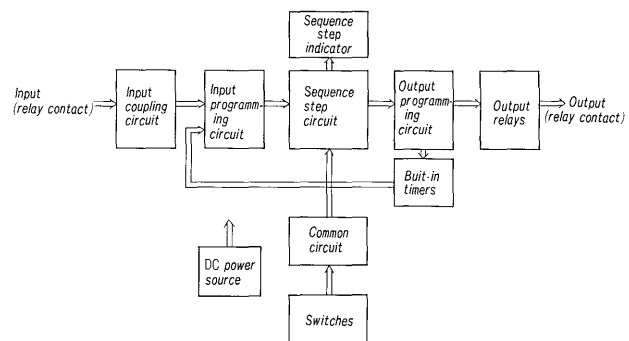 Sequence
step
indicator
Input
(relay contact)
Input
coupling
circuit
Input
programm-
ing
circuit
Sequence
step
circuit
Output
programm-
ing
circuit
Output
relays
Output
(relay contact)
Buit-in
timers
Common
circuit
DC power
source
Switches